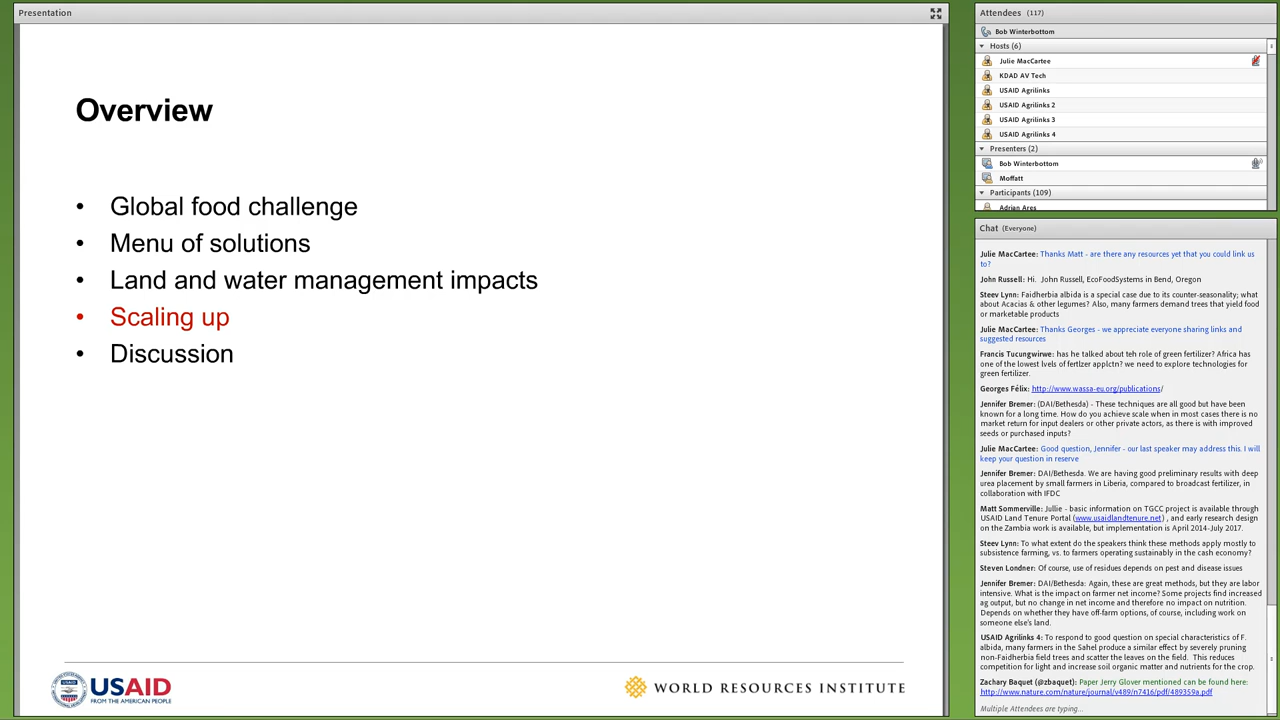 Presentation
Overview
• Global food challenge
• Menu of solutions
• Land and water management impacts
• Scaling up
• Discussion
USAID
FROM THE AMERICAN PEOPLE
WORLD RESOURCES INSTITUTE
Attendees (117)
Bob Winterbottom
Hosts (6)
Julie MacCartee
KDAD AV Tech
USAID Agrilinks
USAID Agrilinks 2
USAID Agrilinks 3
USAID Agrilinks 4
Presenters (2)
Bob Winterbottom
Moffatt
Participants (109)
Adrian Ares
Chat (Everyone)
Julie MacCartee: Thanks Matt - are there any resources yet that you could link us
to?
John Russell: Hi. John Russell, EcoFoodSystems in Bend, Oregon
Steev Lynn: Faidherbia albida is a special case due to its counter-seasonality; what
about Acacias & other legumes? Also, many farmers demand trees that yield food
or marketable products
Julie MacCartee: Thanks Georges - we appreciate everyone sharing links and
suggested resources
Francis Tucungwirwe: has he talked about teh role of green fertilizer? Africa has
one of the lowest lvels of fertlzer applctn? we need to explore technologies for
green fertilizer.
Georges Félix: http://www.wassa-eu.org/publications/
Jennifer Bremer: (DAI/Bethesda) - These techniques are all good but have been
known for a long time. How do you achieve scale when in most cases there is no
market return for input dealers or other private actors, as there is with improved
seeds or purchased inputs?
Julie MacCartee: Good question, Jennifer - our last speaker may address this. I will
keep your question in reserve
Jennifer Bremer: DAI/Bethesda. We are having good preliminary results with deep
urea placement by small farmers in Liberia, compared to broadcast fertilizer, in
collaboration with IFDC
Matt Sommerville: Jullie - basic information on TGCC project is available through
USAID Land Tenure Portal (www.usaidlandtenure.net) , and early research design
on the Zambia work is available, but implementation is April 2014-July 2017.
Steev Lynn: To what extent do the speakers think these methods apply mostly to
subsistence farming, vs. to farmers operating sustainably in the cash economy?
Steven Londner: Of course, use of residues depends on pest and disease issues
Jennifer Bremer: DAI/Bethesda: Again, these are great methods, but they are labor
intensive. What is the impact on farmer net income? Some projects find increased
ag output, but no change in net income and therefore no impact on nutrition.
Depends on whether they have off-farm options, of course, including work on
someone else's land.
USAID Agrilinks 4: To respond to good question on special characteristics of F.
albida, many farmers in the Sahel produce a similar effect by severely pruning
non-Faidherbia field trees and scatter the leaves on the field. This reduces
competition for light and increase soil organic matter and nutrients for the crop.
Zachary Baquet (@zbaquet): Paper Jerry Glover mentioned can be found here:
http://www.nature.com/nature/journal/v489/n7416/pdf/489359a.pdf
Multiple Attendees are typing...